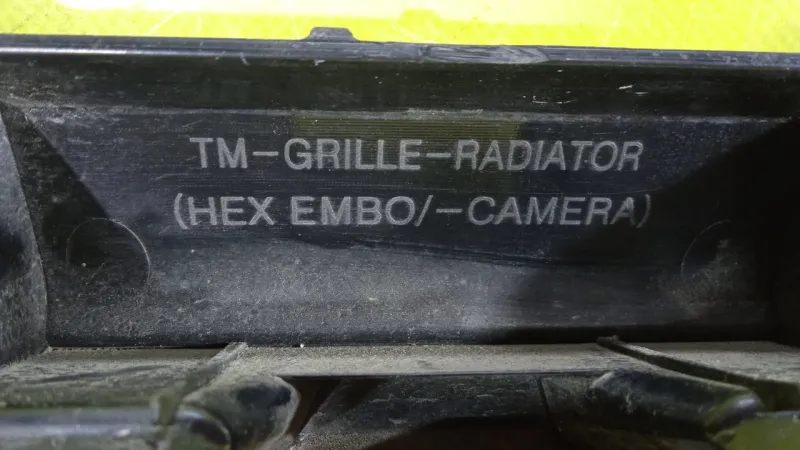 TM-GRILLE-RADIATOR
(HEX EMBO/-CAMERA)